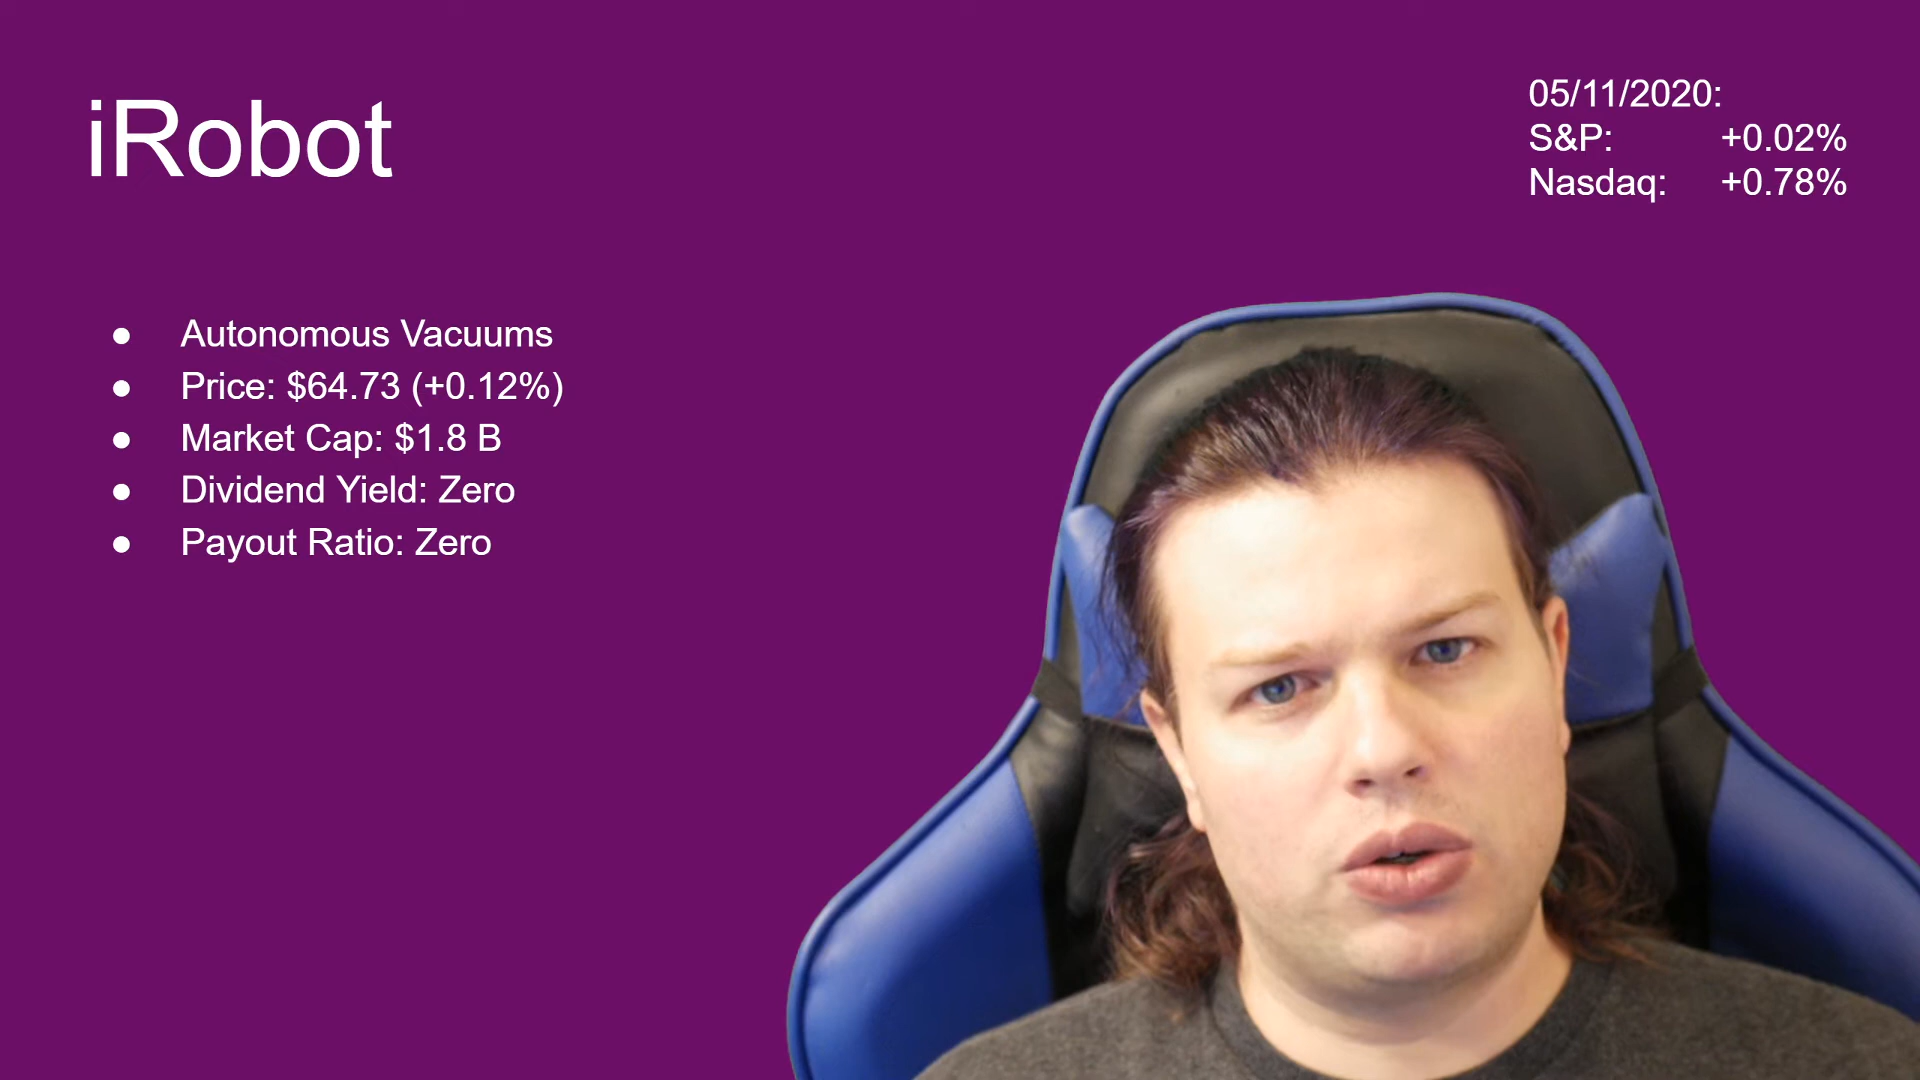 iRobot
05/11/2020:
S&P: +0.02%
Nasdaq: +0.78%
● Autonomous Vacuums
● Price: $64.73 (+0.12%)
● Market Cap: $1.8 B
● Dividend Yield: Zero
● Payout Ratio: Zero